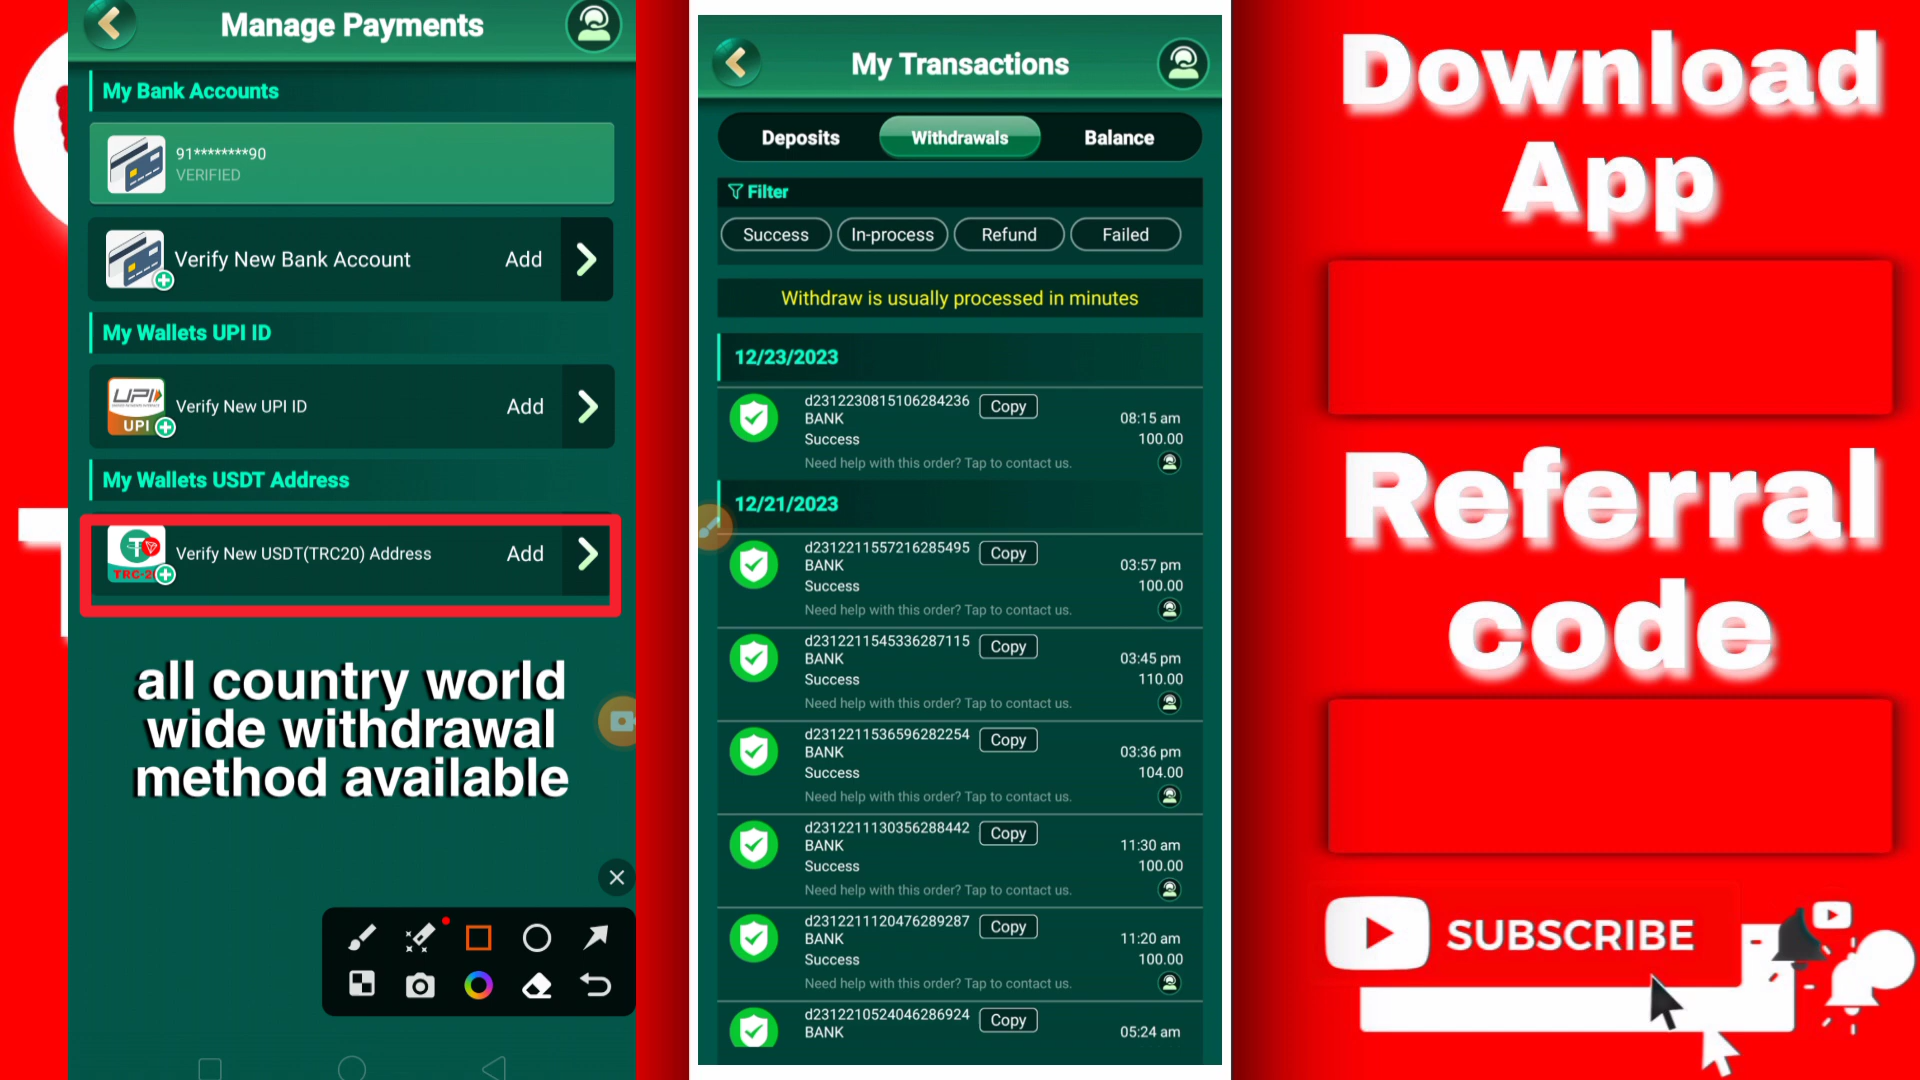 Manage Payments
My Bank Accounts
91********90
VERIFIED
Verify New Bank Account Add
My Wallets UPI ID
UPI
UPI
Verify New UPI ID Add
My Wallets USDT Address
Verify New USDT(TRC20) Address Add
all country world
wide withdrawal
method available
My Transactions
Deposits Withdrawals Balance
Filter
Success In-process Refund Failed
Withdraw is usually processed in minutes
12/23/2023
d2312230815106284236 Copy
BANK 08:15 am
Success 100.00
Need help with this order? Tap to contact us.
12/21/2023
d2312211557216285495 Copy
BANK 03:57 pm
Success 100.00
Need help with this order? Tap to contact us.
d2312211545336287115 Copy
BANK 03:45 pm
Success 110.00
Need help with this order? Tap to contact us.
d2312211536596282254 Copy
BANK 03:36 pm
Success 104.00
Need help with this order? Tap to contact us.
d2312211130356288442 Copy
BANK 11:30 am
Success 100.00
Need help with this order? Tap to contact us.
d2312211120476289287 Copy
BANK 11:20 am
Success 100.00
Need help with this order? Tap to contact us.
d2312210524046286924 Copy
BANK 05:24 am
Download
App
Referral
code
SUBSCRIBE